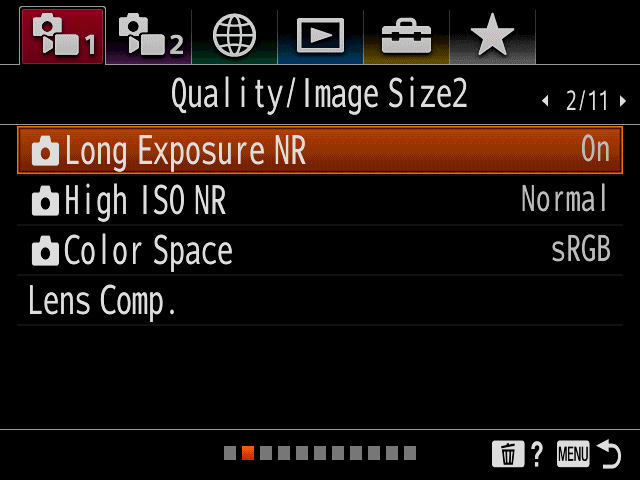 1 2
Quality/Image Size2
2/11
Long Exposure NR On
High ISO NR Normal
Color Space sRGB
Lens Comp.
? MENU